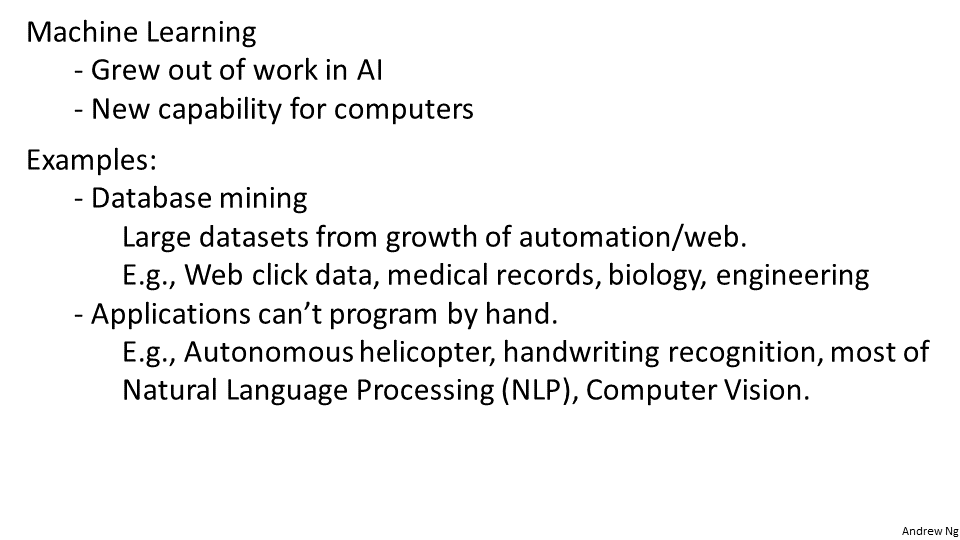 Machine Learning
- Grew out of work in AI
- New capability for computers
Examples:
- Database mining
Large datasets from growth of automation/web.
E.g., Web click data, medical records, biology, engineering
- Applications can’t program by hand.
E.g., Autonomous helicopter, handwriting recognition, most of
Natural Language Processing (NLP), Computer Vision.
Andrew Ng